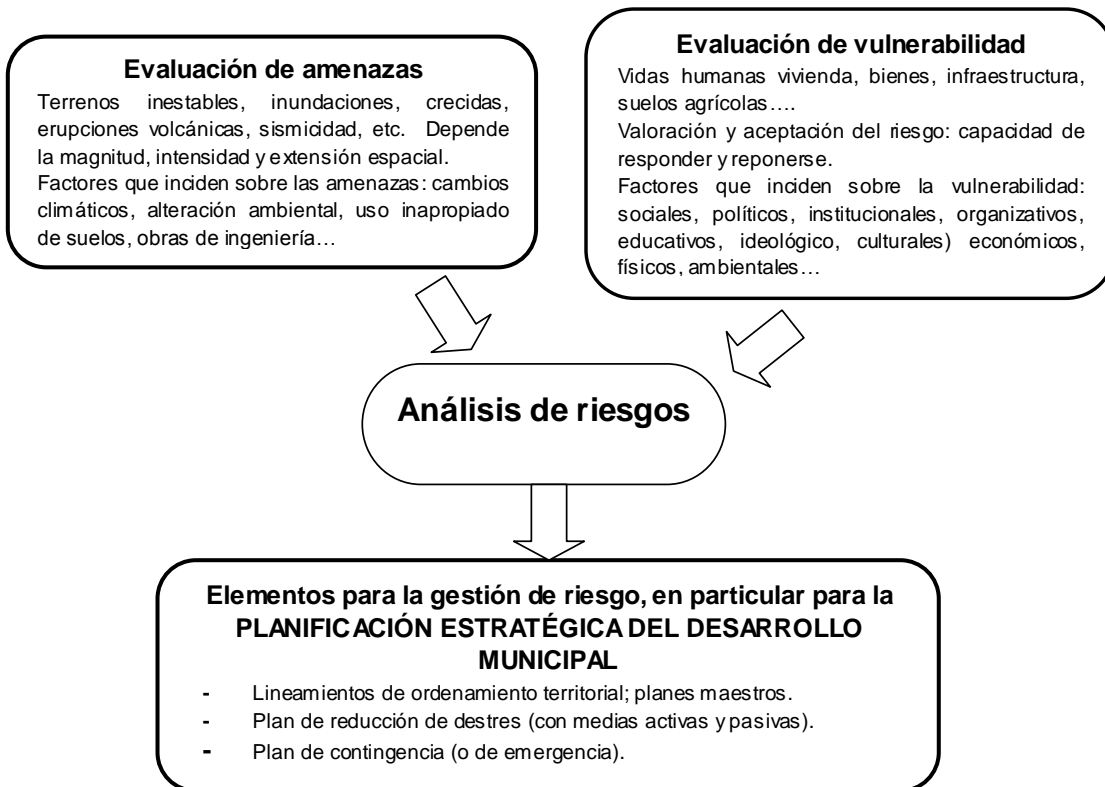 Evaluación de amenazas
Terrenos inestables, inundaciones, crecidas,
erupciones volcánicas, sismicidad, etc. Depende
la magnitud, intensidad y extensión espacial.
Factores que inciden sobre las amenazas: cambios
climáticos, alteración ambiental, uso inapropiado
de suelos, obras de ingeniería…
Evaluación de vulnerabilidad
Vidas humanas vivienda, bienes, infraestructura,
suelos agrícolas….
Valoración y aceptación del riesgo: capacidad de
responder y reponerse.
Factores que inciden sobre la vulnerabilidad:
sociales, políticos, institucionales, organizativos,
educativos, ideológico, culturales) económicos,
físicos, ambientales…
Análisis de riesgos
Elementos para la gestión de riesgo, en particular para la
PLANIFICACIÓN ESTRATÉGICA DEL DESARROLLO
MUNICIPAL
- Lineamientos de ordenamiento territorial; planes maestros.
- Plan de reducción de destres (con medias activas y pasivas).
- Plan de contingencia (o de emergencia).